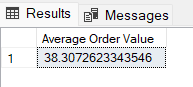 Results Messages
Average Order Value
1 38.3072623343546